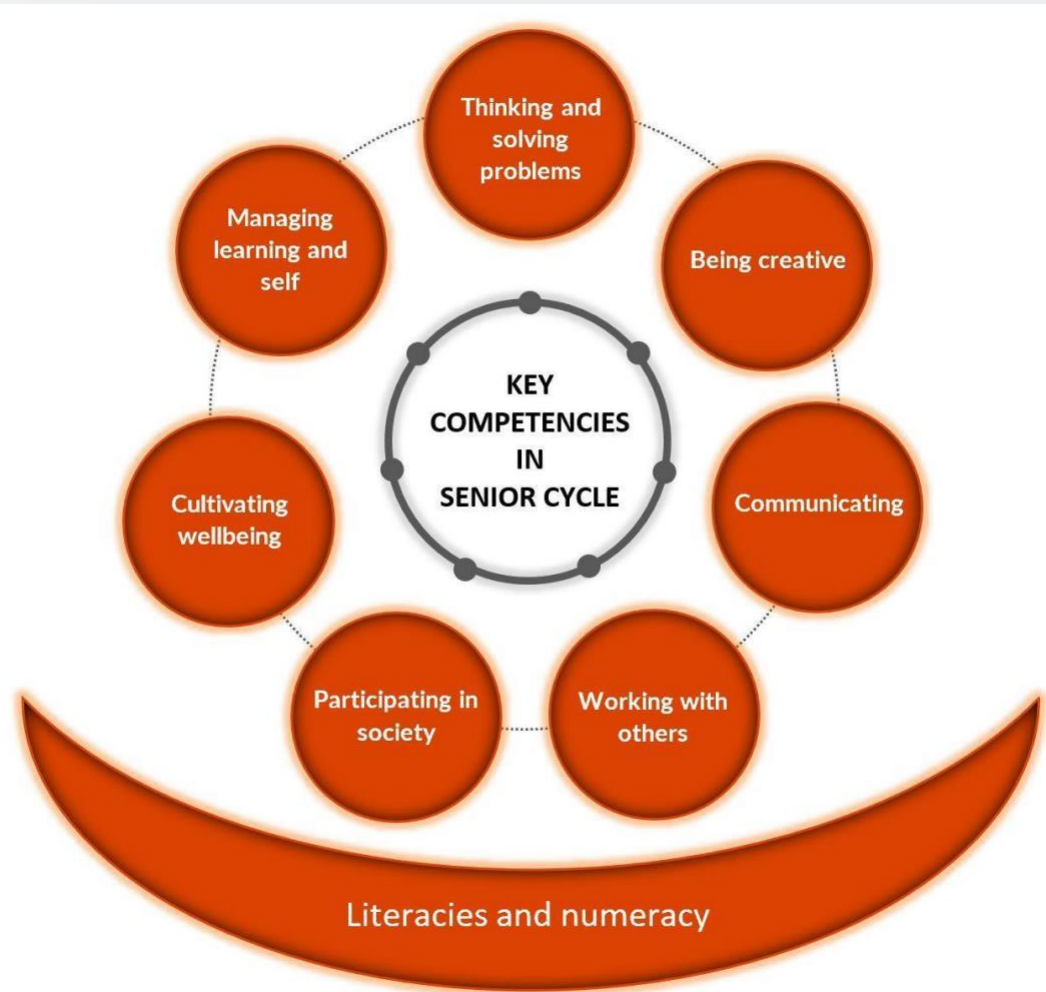 Thinking and
solving
problems
Being creative
Communicating
Working with
others
Participating in
society
Cultivating
wellbeing
Managing
learning and
self
KEY
COMPETENCIES
IN
SENIOR CYCLE
Literacies and numeracy